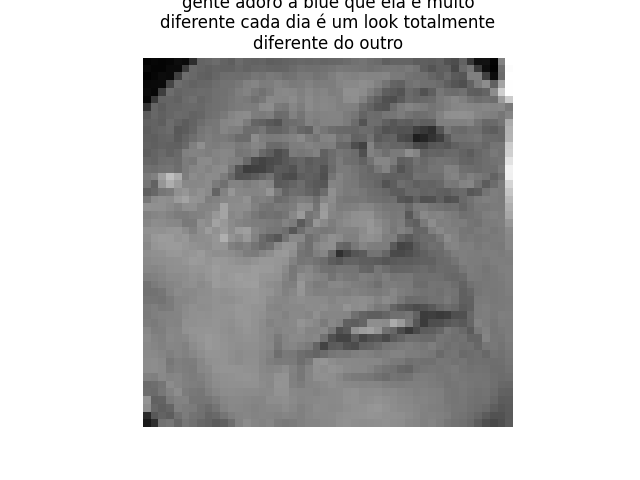 gente adoro a blue que ela é muito
diferente cada dia é um look totalmente
diferente do outro